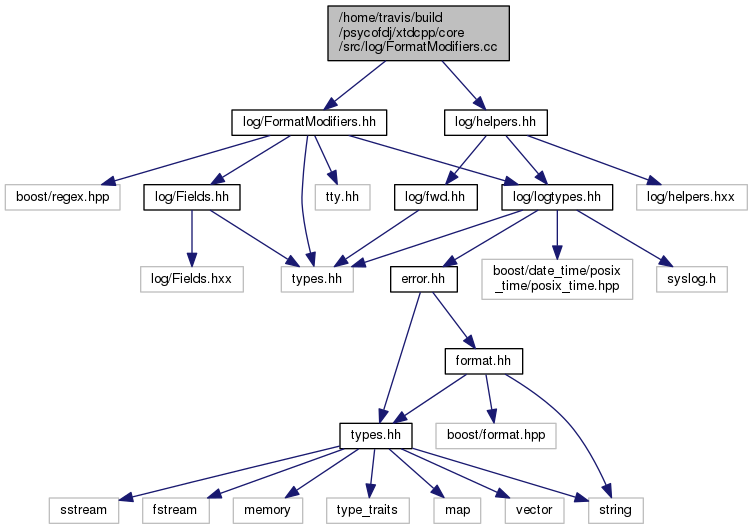 /home/travis/build
/psycofdj/xtdcpp/core
/src/log/FormatModifiers.cc
log/FormatModifiers.hh
log/helpers.hh
boost/regex.hpp
log/Fields.hh
tty.hh
log/fwd.hh
log/logtypes.hh
log/helpers.hxx
log/Fields.hxx
types.hh
error.hh
boost/date_time/posix
_time/posix_time.hpp
syslog.h
format.hh
types.hh
boost/format.hpp
sstream
fstream
memory
type_traits
map
vector
string